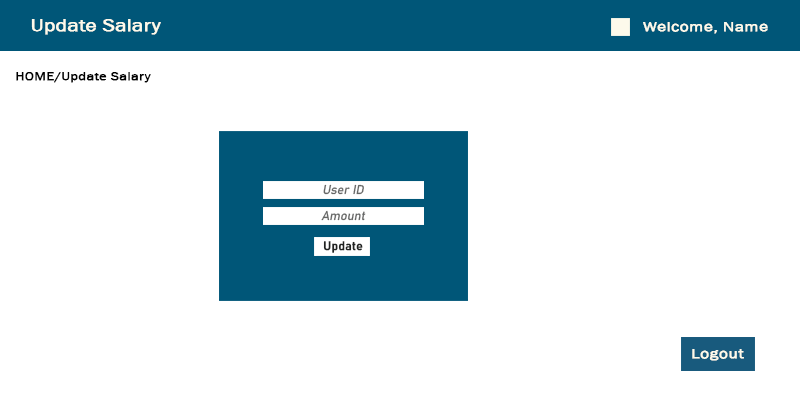 Update Salary
Welcome, Name
HOME/Update Salary
User ID
Amount
Update
Logout